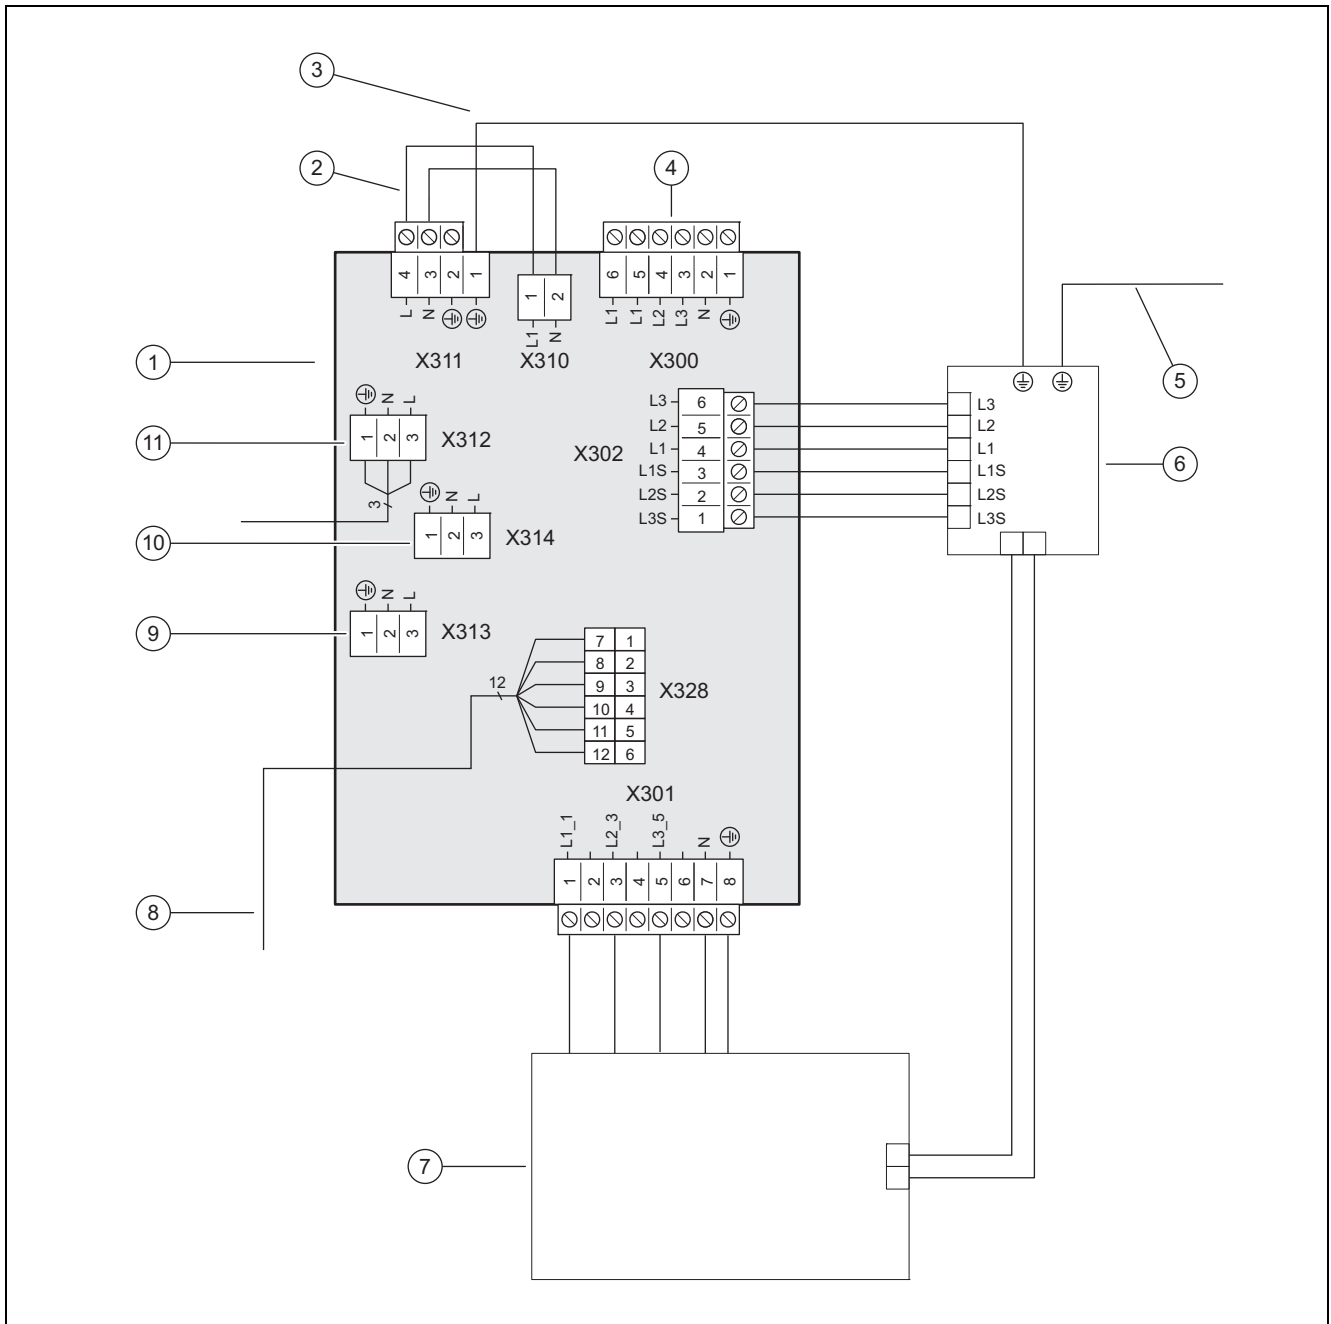 3
2
4
4 3 2 1
L N
X311
1 2
L1 N
X310
6 5 4 3 2 1
L1 L1 L2 L3 N
X300
1
5
N L
1 2 3
X312
11
3
L3 6
L2 5
L1 4
L1S 3
L2S 2
L3S 1
X302
L3
L2
L1
L1S
L2S
L3S
6
N L
1 2 3
X314
10
N L
1 2 3
X313
9
12
7 1
8 2
9 3
10 4
11 5
12 6
X328
X301
L1_1 L2_3 L3_5 N
1 2 3 4 5 6 7 8
8
7